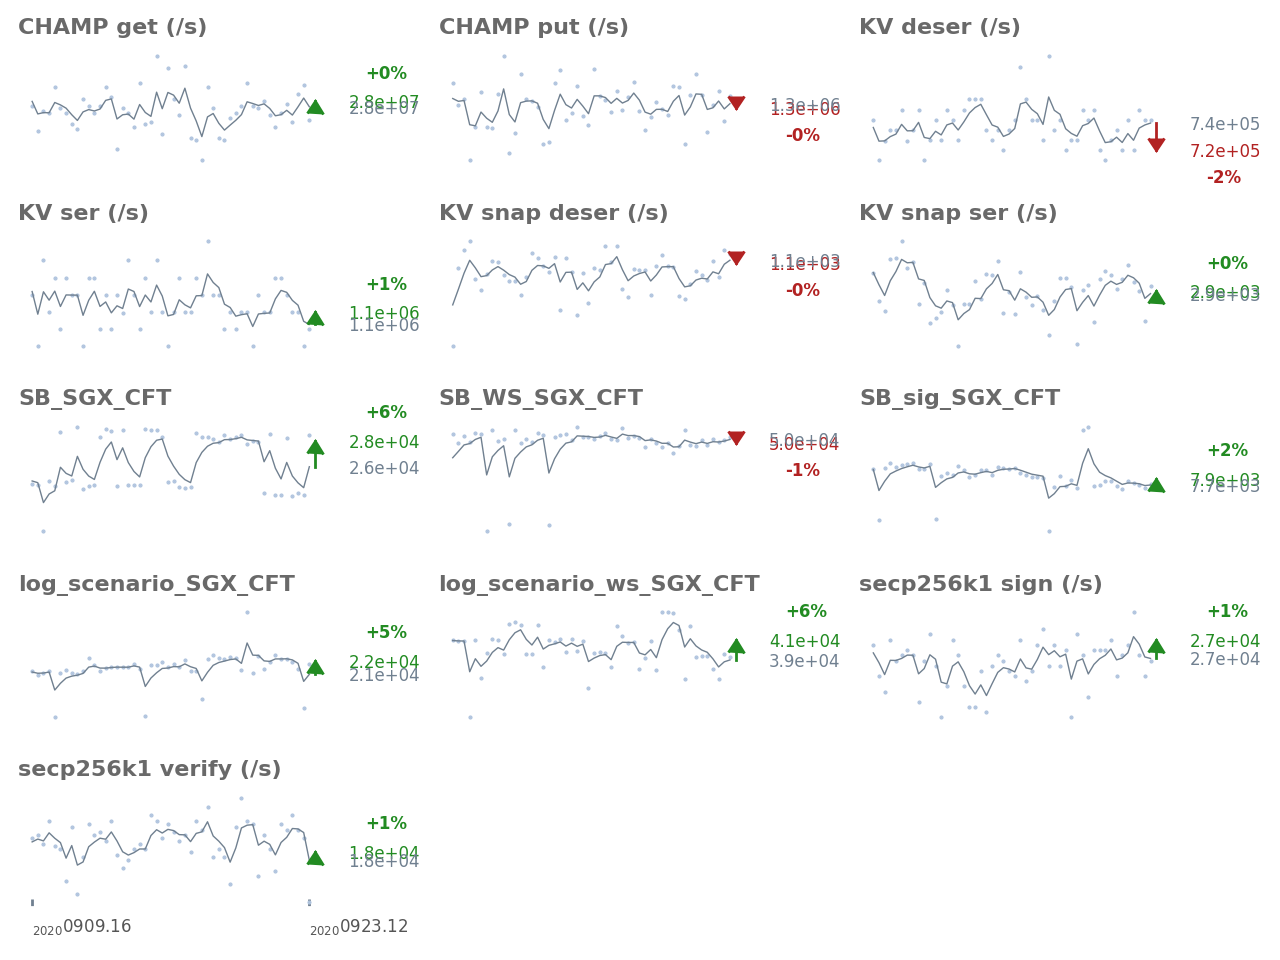 CHAMP get (/s)
+0%
2.8e+07
2.8e+07
CHAMP put (/s)
1.3e+06
1.3e+06
-0%
KV deser (/s)
7.4e+05
7.2e+05
-2%
KV ser (/s)
+1%
1.1e+06
1.1e+06
KV snap deser (/s)
1.1e+03
1.1e+03
-0%
KV snap ser (/s)
+0%
2.9e+03
2.9e+03
SB_SGX_CFT
+6%
2.8e+04
2.6e+04
SB_WS_SGX_CFT
5.0e+04
5.0e+04
-1%
SB_sig_SGX_CFT
+2%
7.9e+03
7.7e+03
log_scenario_SGX_CFT
+5%
2.2e+04
2.1e+04
log_scenario_ws_SGX_CFT
+6%
4.1e+04
3.9e+04
secp256k1 sign (/s)
+1%
2.7e+04
2.7e+04
secp256k1 verify (/s)
+1%
1.8e+04
1.8e+04
20200909.16
20200923.12